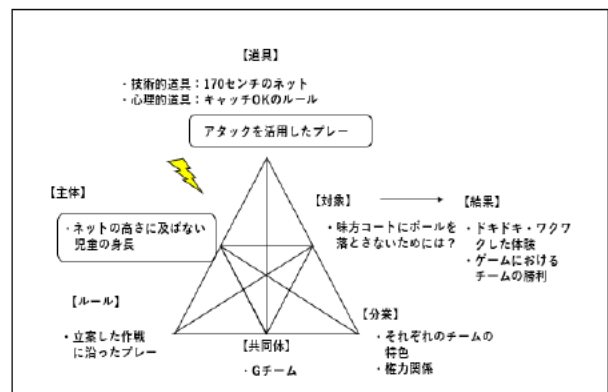 【道具】
・技術的道具：170センチのネット
・心理的道具：キャッチOKのルール
アタックを活用したプレー
【主体】
・ネットの高さに及ばない
児童の身長
【対象】
・味方コートにボールを
落とさないためには？
【結果】
・ドキドキ・ワクワ
クした体験
・ゲームにおける
チームの勝利
【ルール】
・立案した作戦
に沿ったプレー
【共同体】
・Gチーム
【分業】
・それぞれのチームの
特色
・権力関係